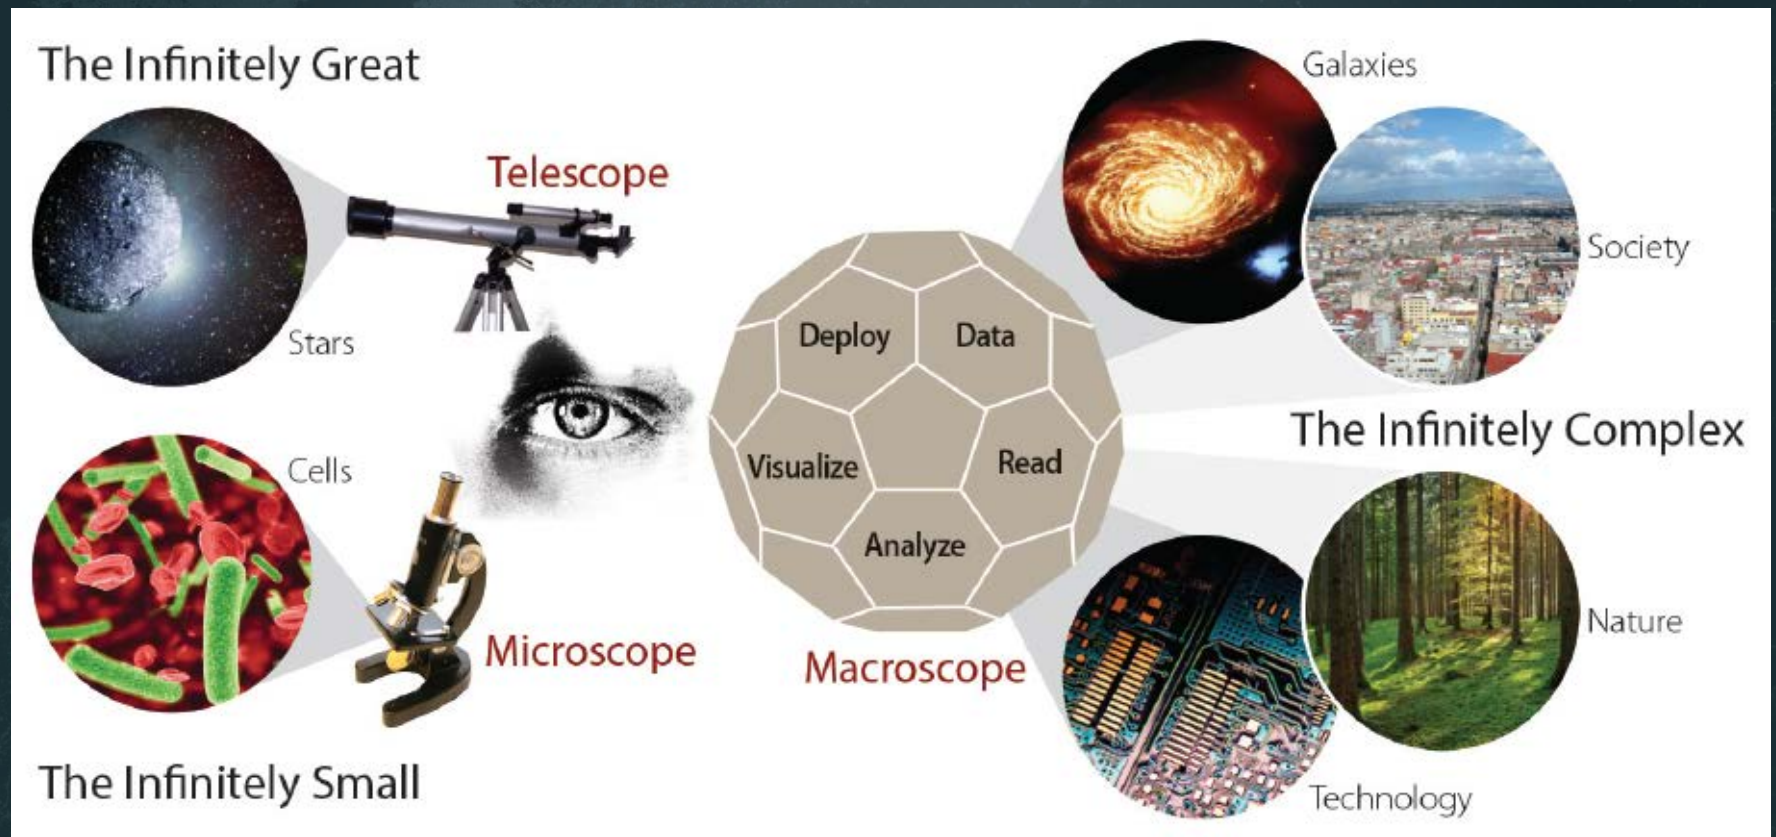 The Infinitely Great
Telescope
Stars
Cells
Microscope
The Infinitely Small
Deploy
Data
Visualize
Read
Analyze
Macroscope
Galaxies
Society
The Infinitely Complex
Nature
Technology